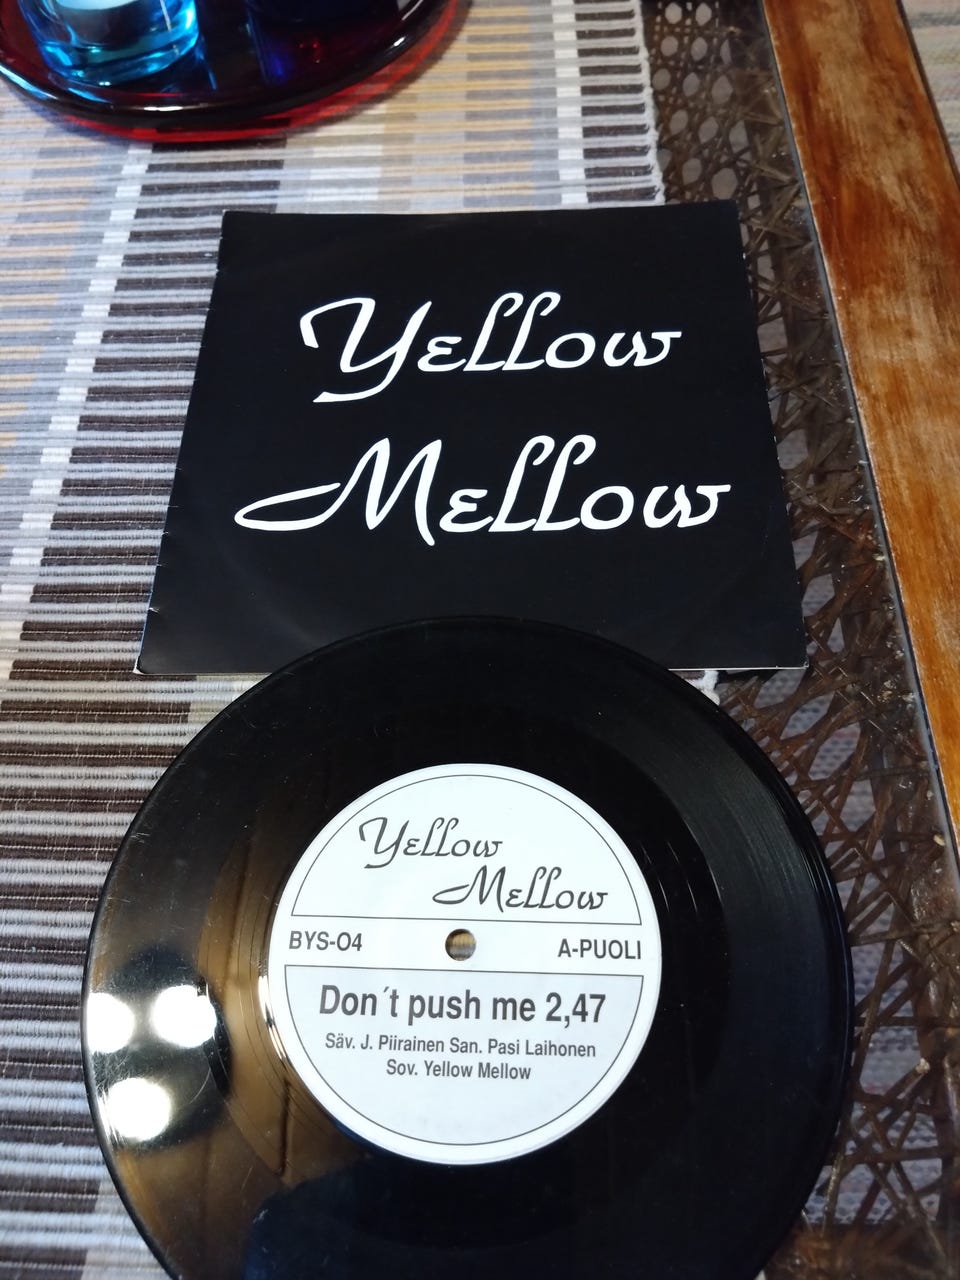 Yellow
Mellow
Yellow
Mellow
BYS-04 A-PUOLI
Don´t push me 2,47
Säv. J. Piirainen San. Pasi Laihonen
Sov. Yellow Mellow